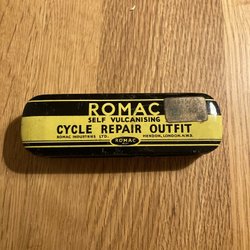 ROMAC
SELF VULCANISING
CYCLE REPAIR OUTFIT
ROMAC INDUSTRIES LTD. HENDON, LONDON. N.W.9.
ROMAC